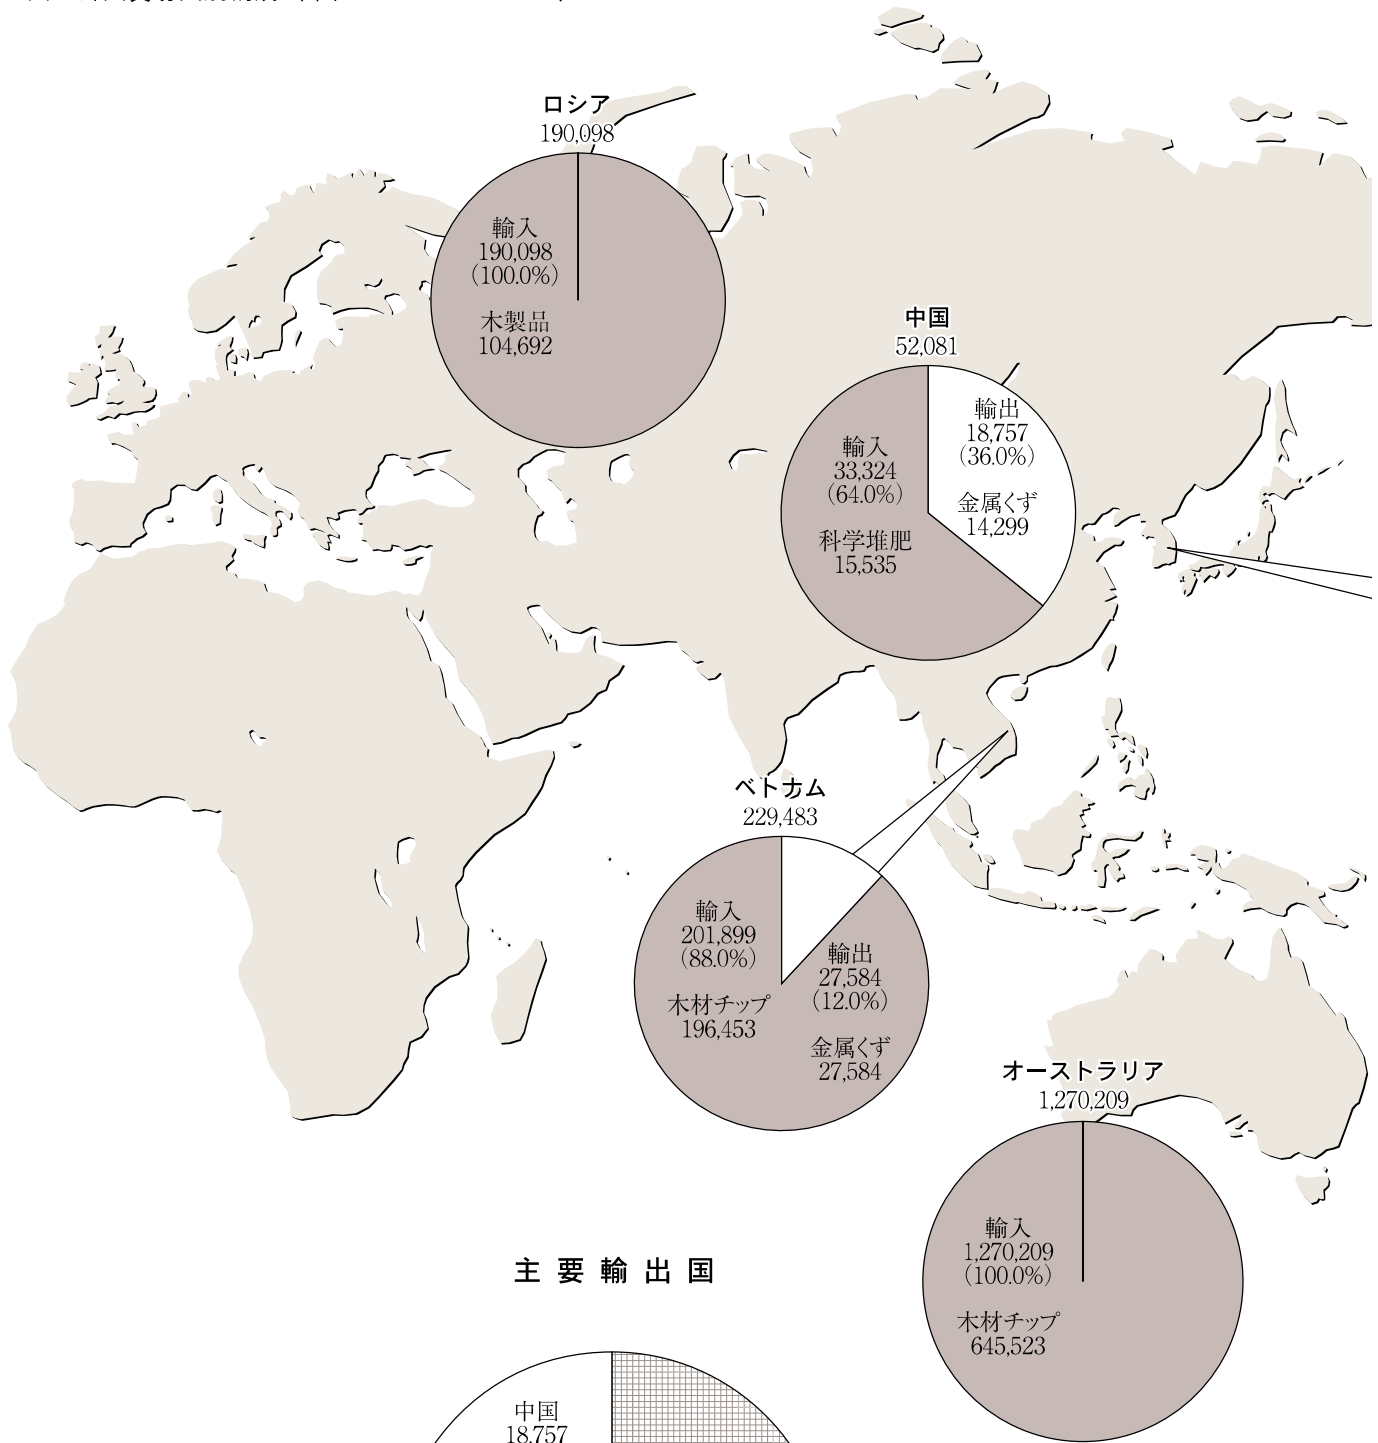 ロシア
190,098
輸入
190,098
(100.0%)
木製品
104,692
中国
52,081
輸出
18,757
(36.0%)
金属くず
14,299
輸入
33,324
(64.0%)
科学堆肥
15,535
ベトナム
229,483
輸入
201,899
(88.0%)
木材チップ
196,453
輸出
27,584
(12.0%)
金属くず
27,584
オーストラリア
1,270,209
輸入
1,270,209
(100.0%)
木材チップ
645,523
主要輸出国
中国
18,757